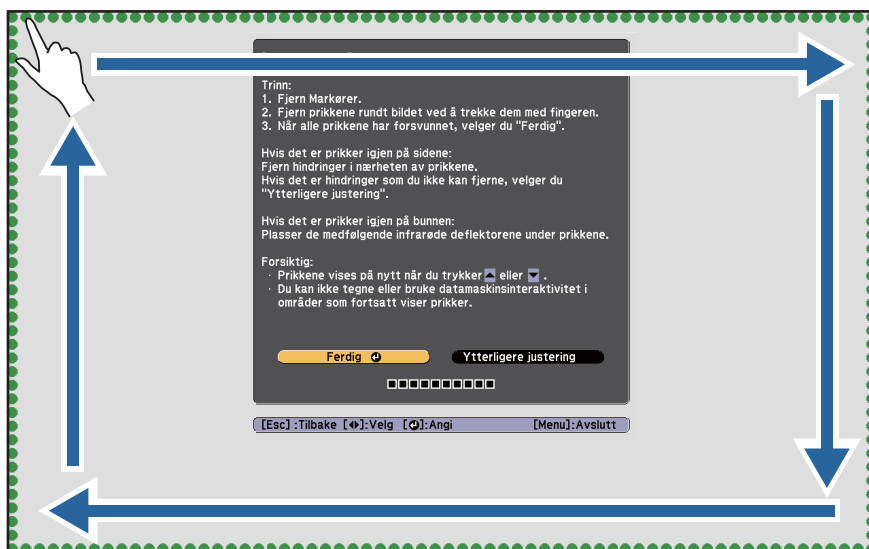 Trinn:
1. Fjern Markører.
2. Fjern prikkene rundt bildet ved å trekke dem med fingeren.
3. Når alle prikkene har forsvunnet, velger du "Ferdig".
Hvis det er prikker igjen på sidene:
Fjern hindringer i nærheten av prikkene.
Hvis det er hindringer som du ikke kan fjerne, velger du
"Ytterligere justering".
Hvis det er prikker igjen på bunnen:
Plasser de medfølgende infrarøde deflektorene under prikkene.
Forsiktig:
· Prikkene vises på nytt når du trykker eller .
· Du kan ikke tegne eller bruke datamaskinsinteraktivitet i
områder som fortsatt viser prikker.
Ferdig Ytterligere justering
[Esc] :Tilbake [◆]:Velg [⏎]:Angi [Menu]:Avslutt